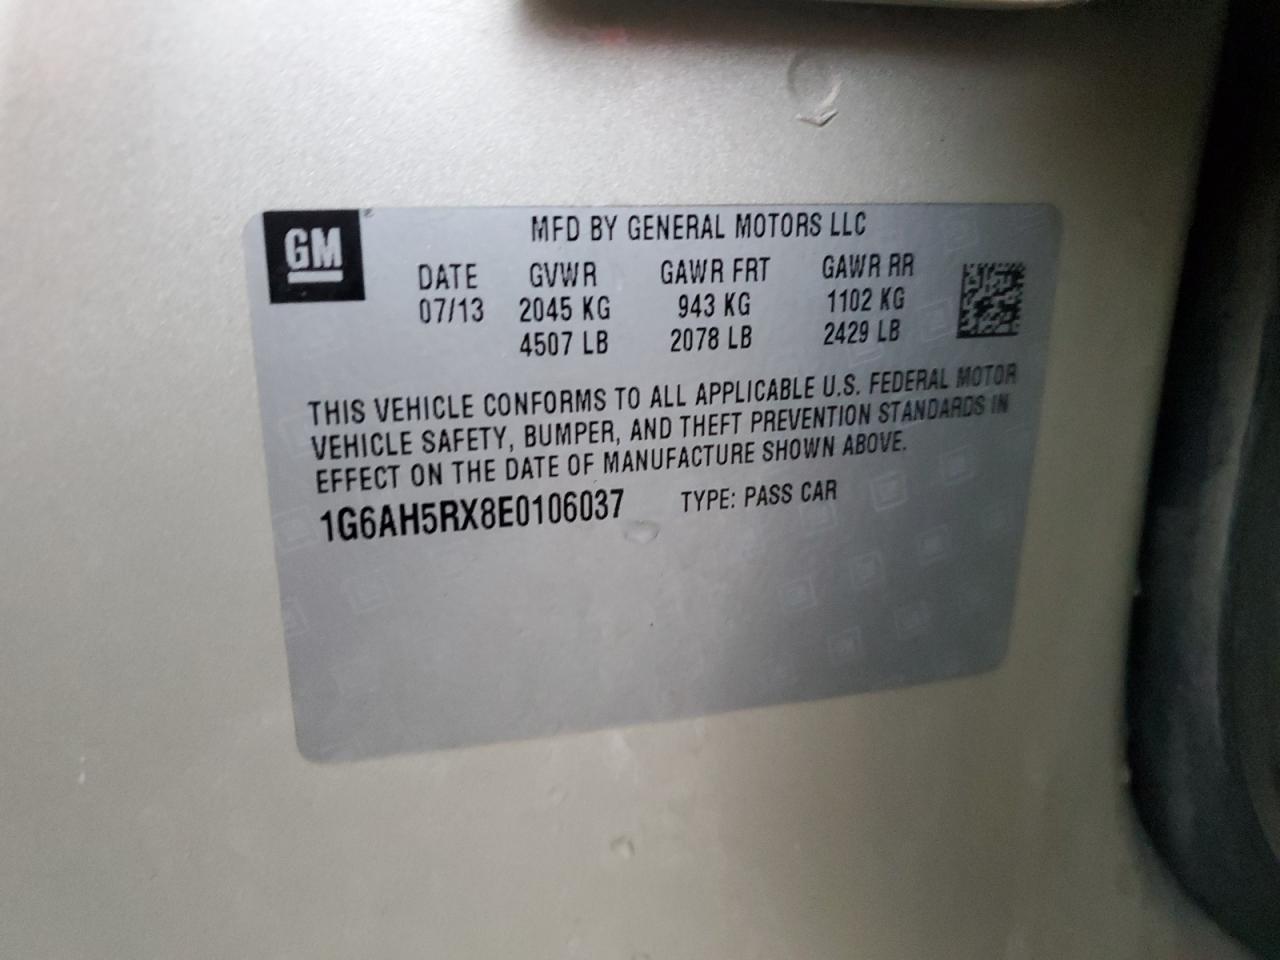 GM
MFD BY GENERAL MOTORS LLC
DATE GVWR GAWR FRT GAWR RR
07/13 2045 KG 943 KG 1102 KG
4507 LB 2078 LB 2429 LB
THIS VEHICLE CONFORMS TO ALL APPLICABLE U.S. FEDERAL MOTOR
VEHICLE SAFETY, BUMPER, AND THEFT PREVENTION STANDARDS IN
EFFECT ON THE DATE OF MANUFACTURE SHOWN ABOVE.
1G6AH5RX8E0106037 TYPE: PASS CAR